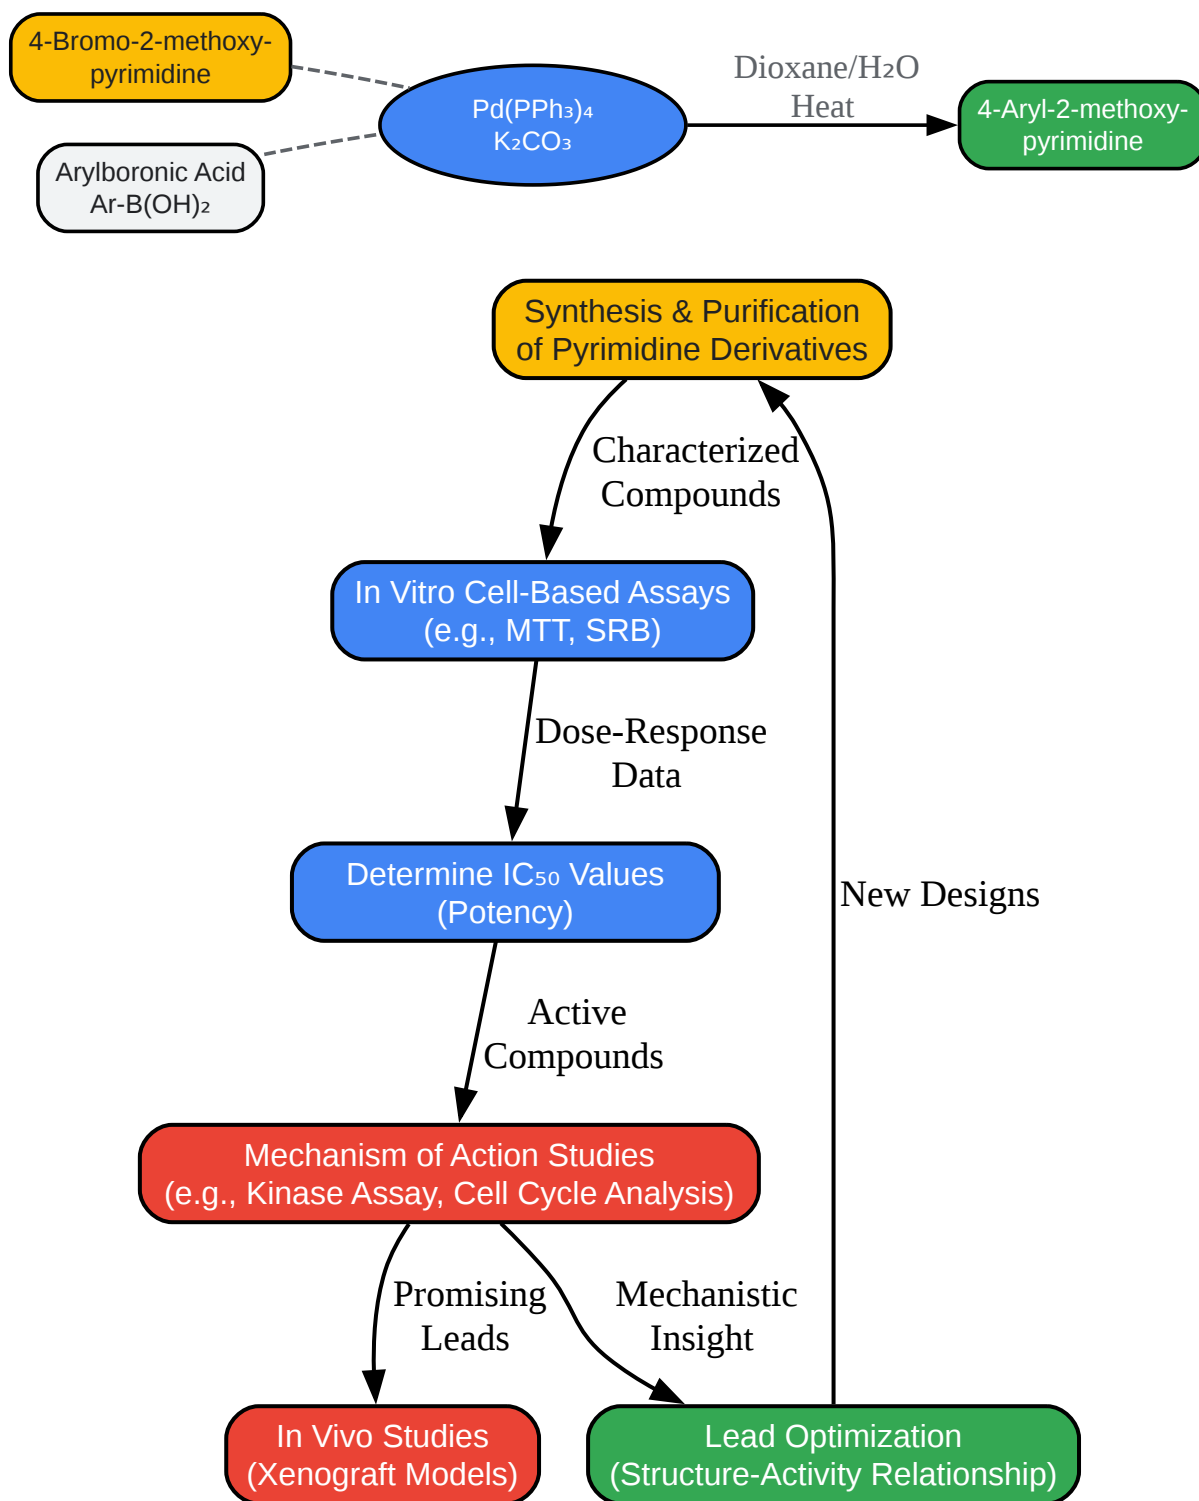 4-Bromo-2-methoxy-
pyrimidine
Arylboronic Acid
Ar-B(OH)₂
Pd(PPh₃)₄
K₂CO₃
Dioxane/H₂O
Heat
4-Aryl-2-methoxy-
pyrimidine
Synthesis & Purification
of Pyrimidine Derivatives
Characterized
Compounds
In Vitro Cell-Based Assays
(e.g., MTT, SRB)
Dose-Response
Data
Determine IC₅₀ Values
(Potency)
New Designs
Active
Compounds
Mechanism of Action Studies
(e.g., Kinase Assay, Cell Cycle Analysis)
Promising
Leads
Mechanistic
Insight
In Vivo Studies
(Xenograft Models)
Lead Optimization
(Structure-Activity Relationship)